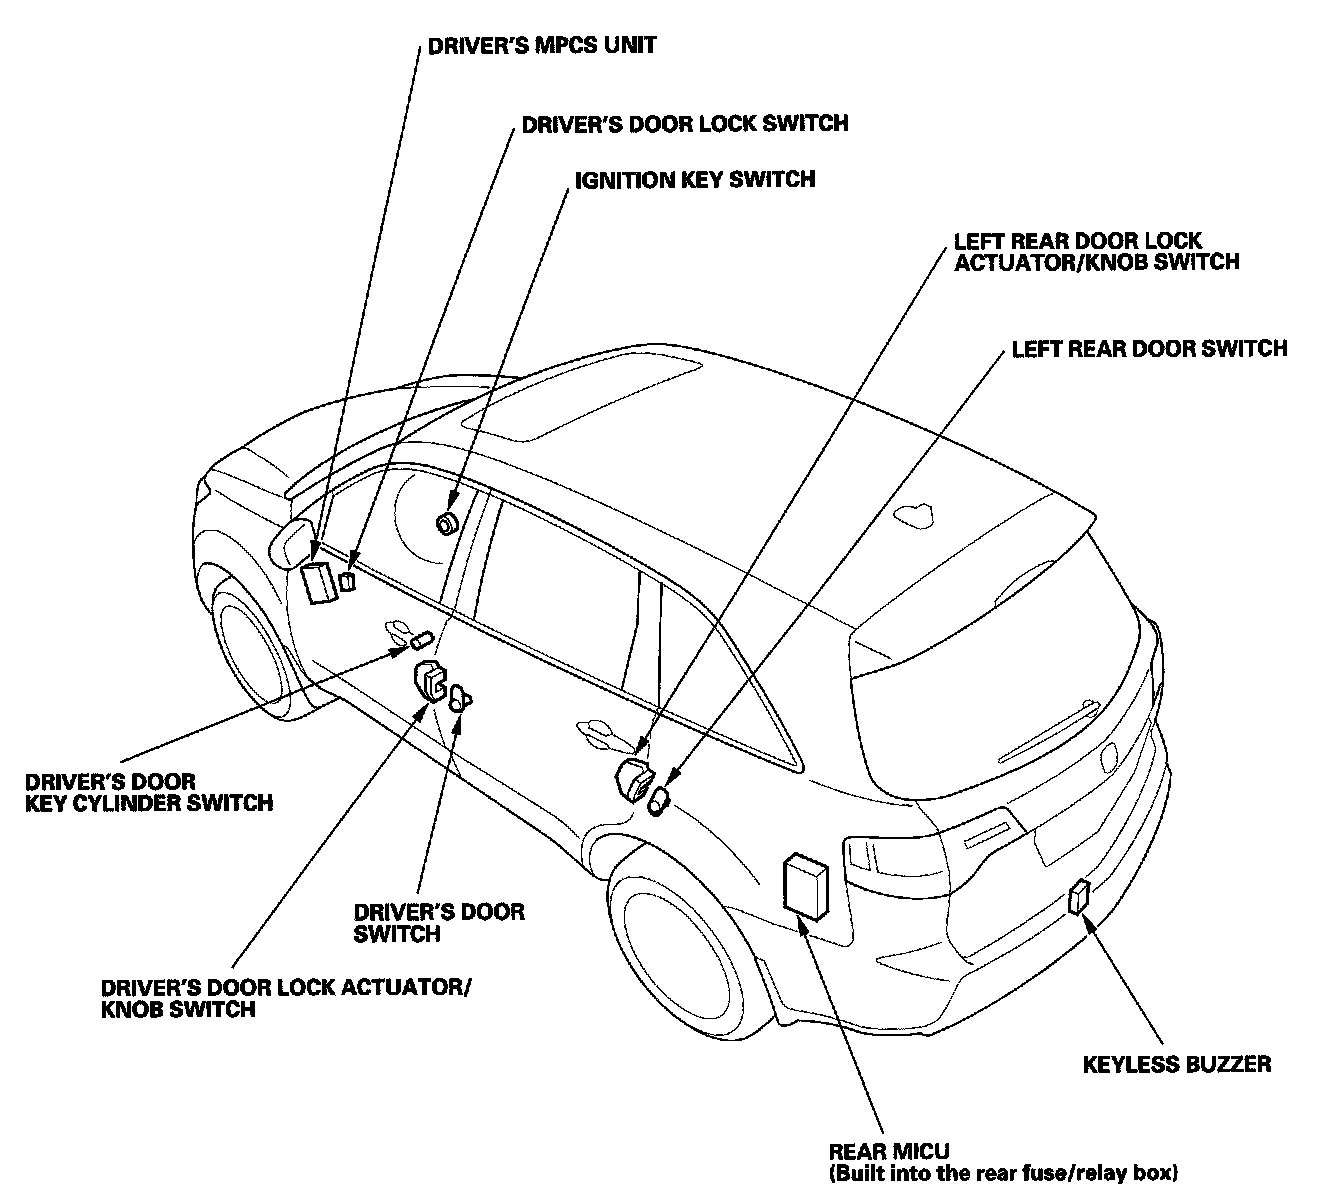 DRIVER'S MPCS UNIT
DRIVER'S DOOR LOCK SWITCH
IGNITION KEY SWITCH
LEFT REAR DOOR LOCK
ACTUATOR/KNOB SWITCH
LEFT REAR DOOR SWITCH
DRIVER'S DOOR
KEY CYLINDER SWITCH
DRIVER'S DOOR
SWITCH
DRIVER'S DOOR LOCK ACTUATOR/
KNOB SWITCH
KEYLESS BUZZER
REAR MICU
(Built into the rear fuse/relay box)